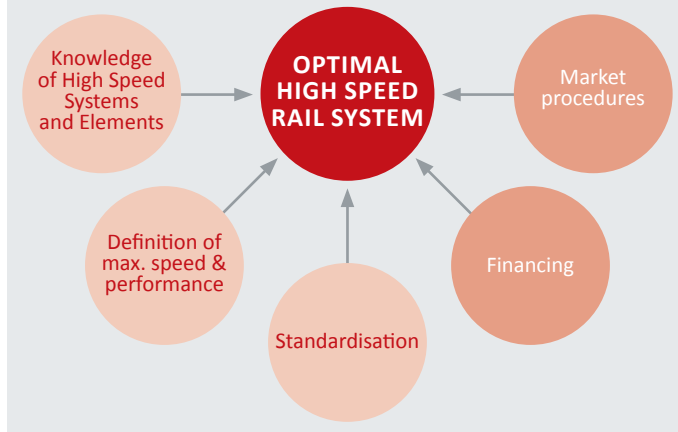 Knowledge
of High Speed
Systems
and Elements
OPTIMAL
HIGH SPEED
RAIL SYSTEM
Market
procedures
Definition of
max. speed &
performance
Standardisation
Financing